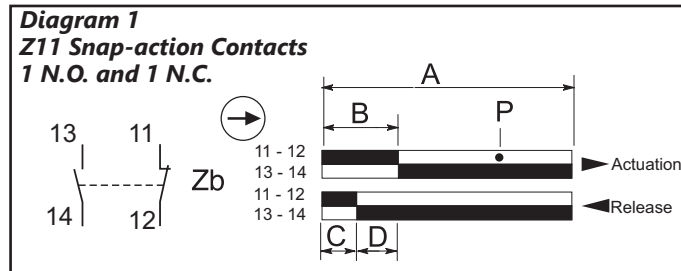 Diagram 1
Z11 Snap-action Contacts
1 N.O. and 1 N.C.
A
B
P
13 11
Zb
14 12
11 - 12
13 - 14
Actuation
11 - 12
13 - 14
Release
C D